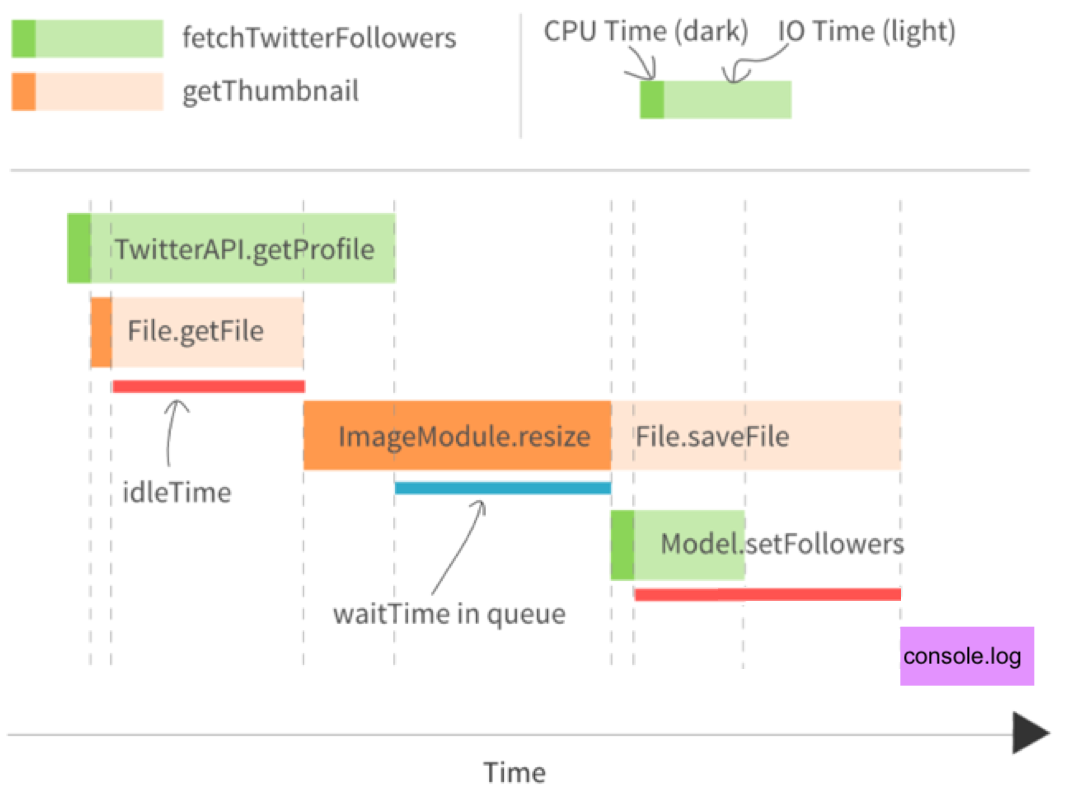 fetchTwitterFollowers
getThumbnail
CPU Time (dark)
IO Time (light)
TwitterAPI.getProfile
File.getFile
idleTime
ImageModule.resize
File.saveFile
waitTime in queue
Model.setFollowers
console.log
Time